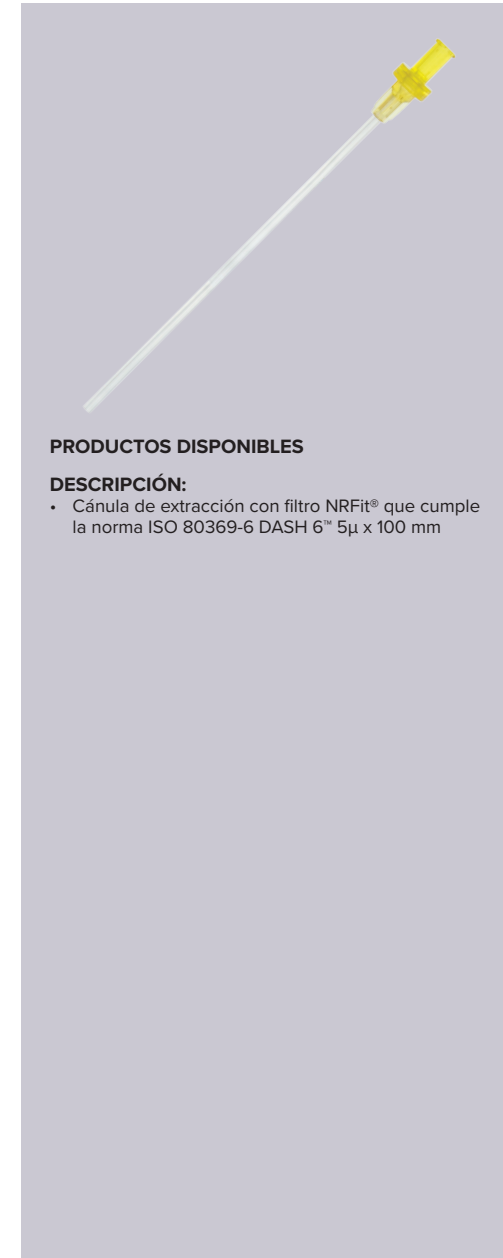 PRODUCTOS DISPONIBLES
DESCRIPCIÓN:
• Cánula de extracción con filtro NRFit® que cumple
la norma ISO 80369-6 DASH 6™ 5μ x 100 mm